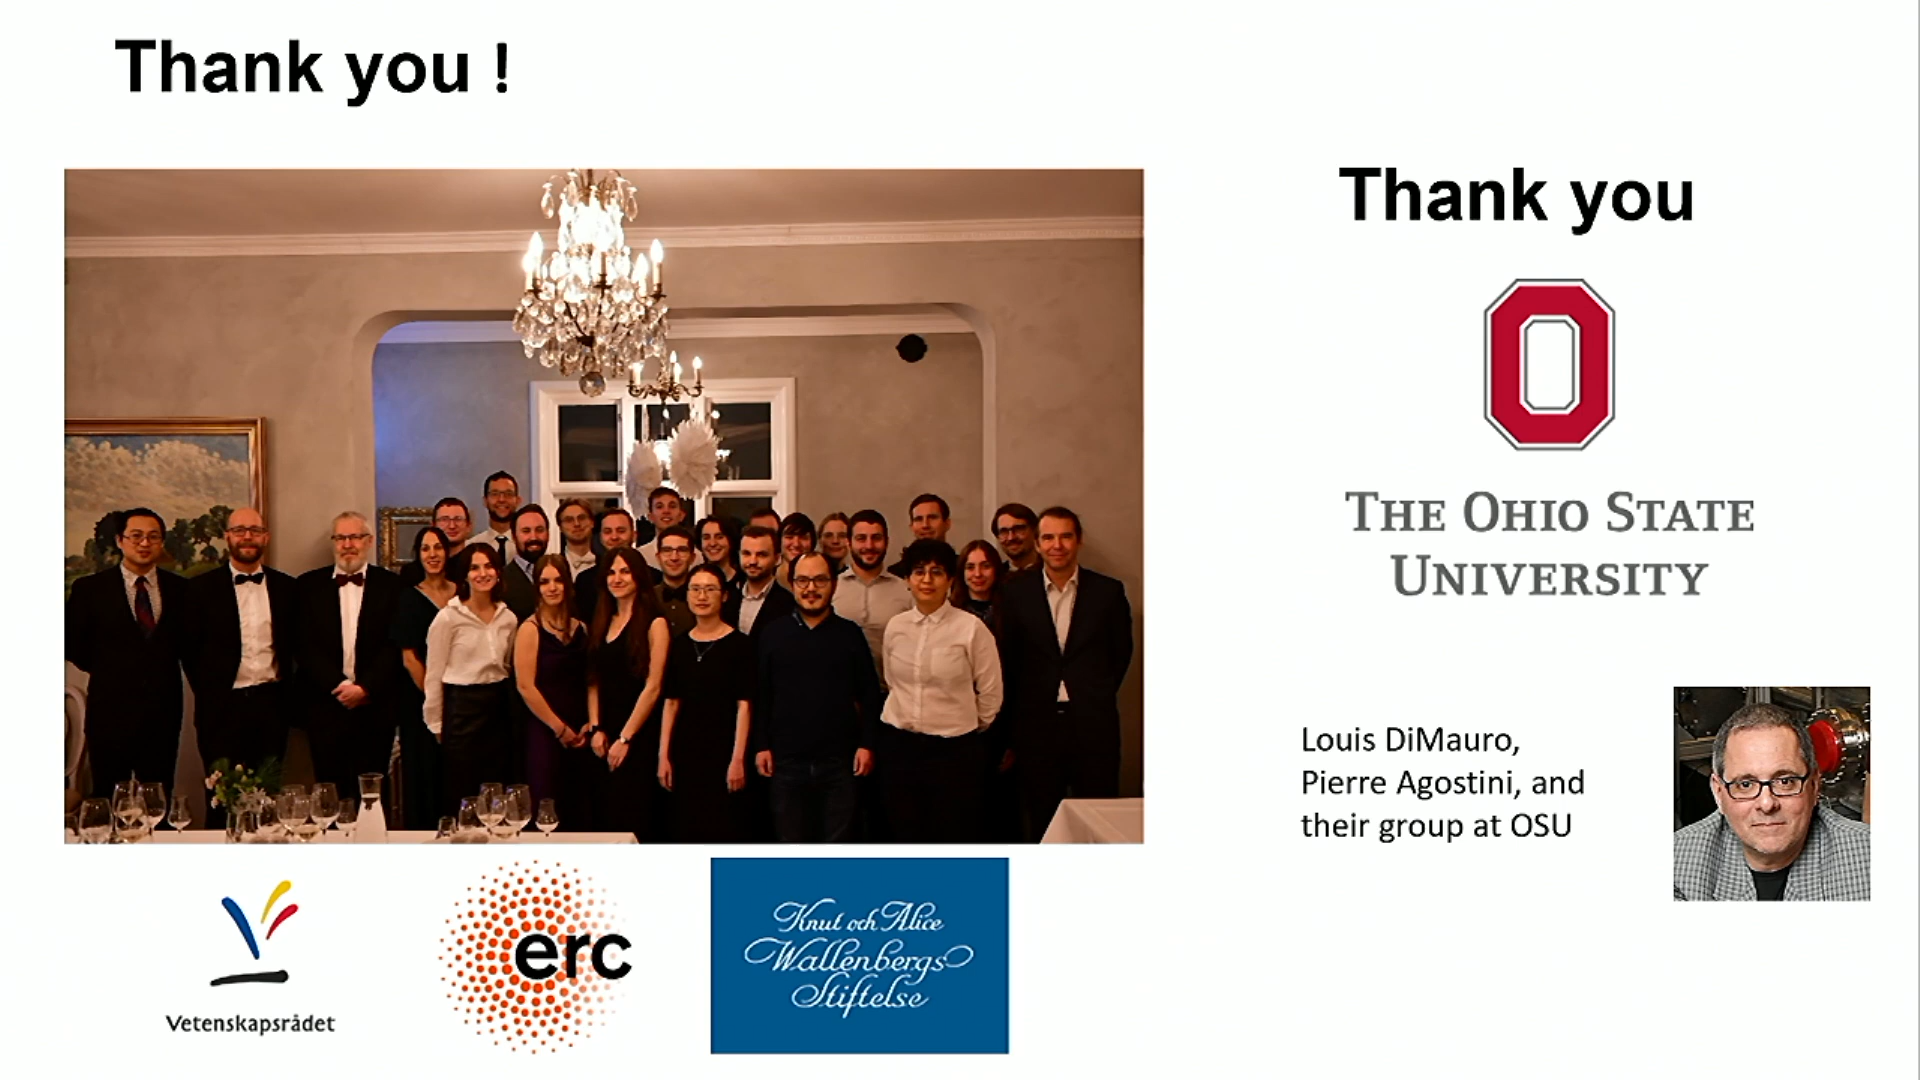 Thank you !
Thank you
O
THE OHIO STATE
UNIVERSITY
Louis DiMauro,
Pierre Agostini, and
their group at OSU
Vetenskapsrådet
erc
Knut och Alice
Wallenbergs
Stiftelse